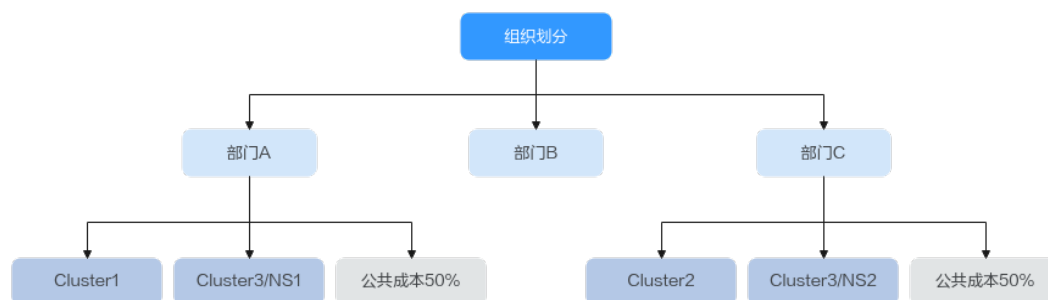 组织划分
部门A
部门B
部门C
Cluster1
Cluster3/NS1
公共成本50%
Cluster2
Cluster3/NS2
公共成本50%